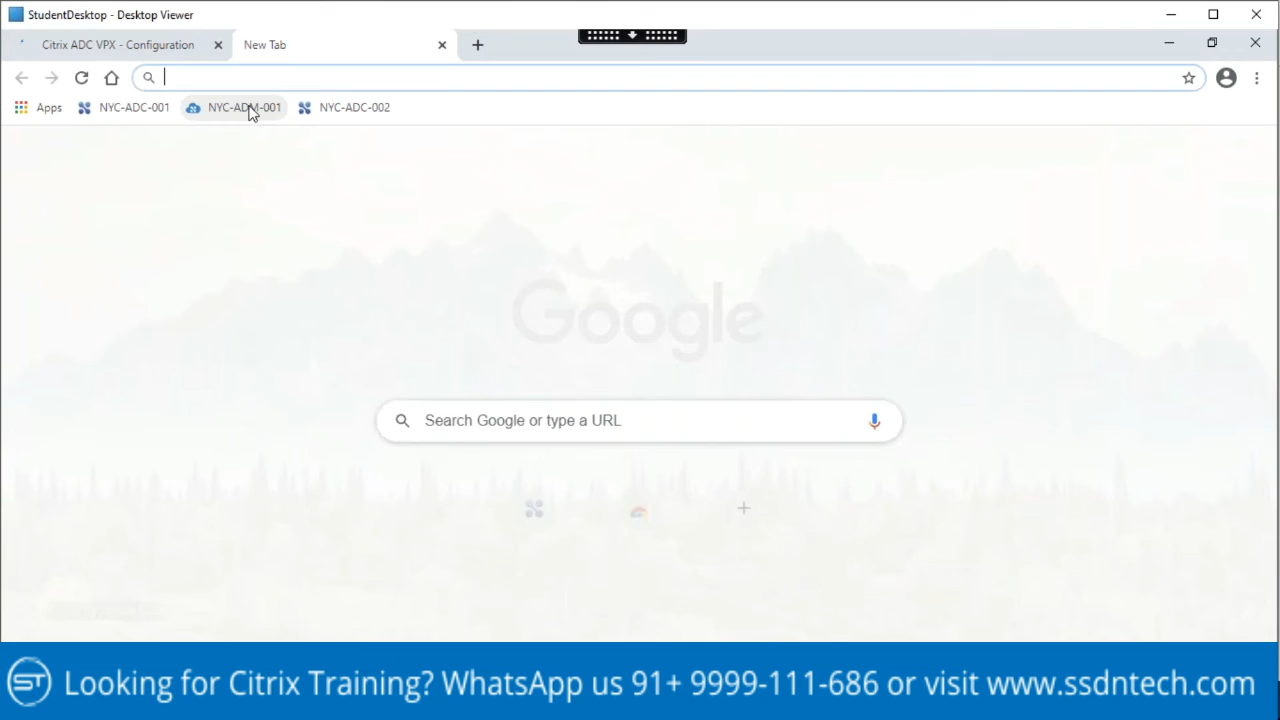 StudentDesktop - Desktop Viewer
Citrix ADC VPX - Configuration
New Tab
Apps
NYC-ADC-001
NYC-ADM-001
NYC-ADC-002
Google
Search Google or type a URL
ST Looking for Citrix Training? WhatsApp us 91+ 9999-111-686 or visit www.ssdntech.com